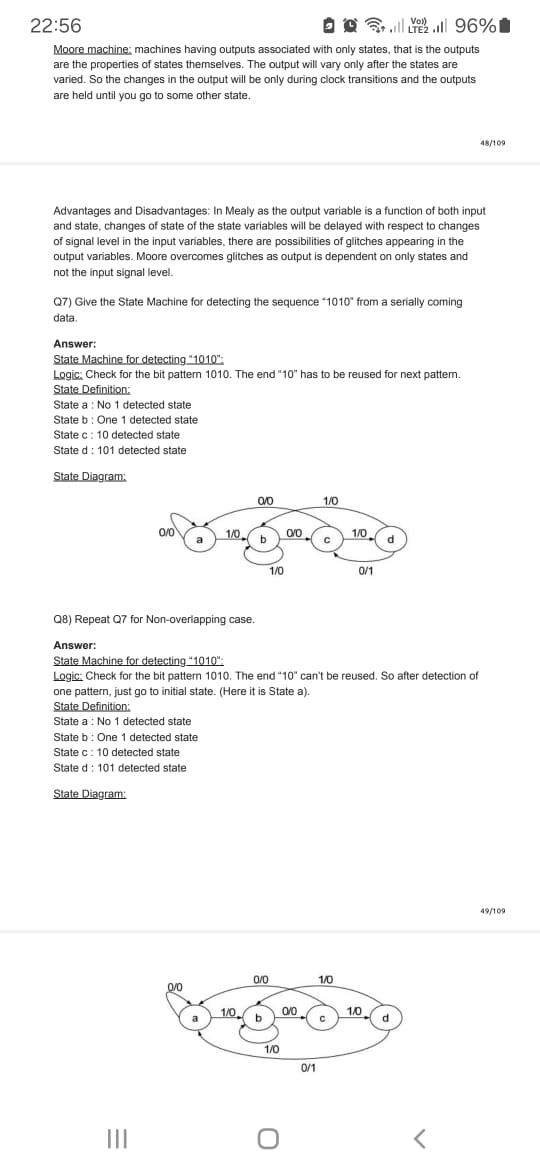 22:56
Vo))
LTE2
96%
Moore machine: machines having outputs associated with only states, that is the outputs
are the properties of states themselves. The output will vary only after the states are
varied. So the changes in the output will be only during clock transitions and the outputs
are held until you go to some other state.
48/109
Advantages and Disadvantages: In Mealy as the output variable is a function of both input
and state, changes of state of the state variables will be delayed with respect to changes
of signal level in the input variables, there are possibilities of glitches appearing in the
output variables. Moore overcomes glitches as output is dependent on only states and
not the input signal level.
Q7) Give the State Machine for detecting the sequence "1010" from a serially coming
data.
Answer:
State Machine for detecting "1010":
Logic: Check for the bit pattern 1010. The end "10" has to be reused for next pattern.
State Definition:
State a : No 1 detected state
State b : One 1 detected state
State c : 10 detected state
State d : 101 detected state
State Diagram:
0/0 1/0
0/0 a 1/0 b 0/0 c 1/0 d
1/0 0/1
Q8) Repeat Q7 for Non-overlapping case.
Answer:
State Machine for detecting "1010":
Logic: Check for the bit pattern 1010. The end "10" can't be reused. So after detection of
one pattern, just go to initial state. (Here it is State a).
State Definition:
State a : No 1 detected state
State b : One 1 detected state
State c : 10 detected state
State d : 101 detected state
State Diagram:
49/109
0/0 0/0 1/0
a 1/0 b 0/0 c 1/0 d
1/0
0/1